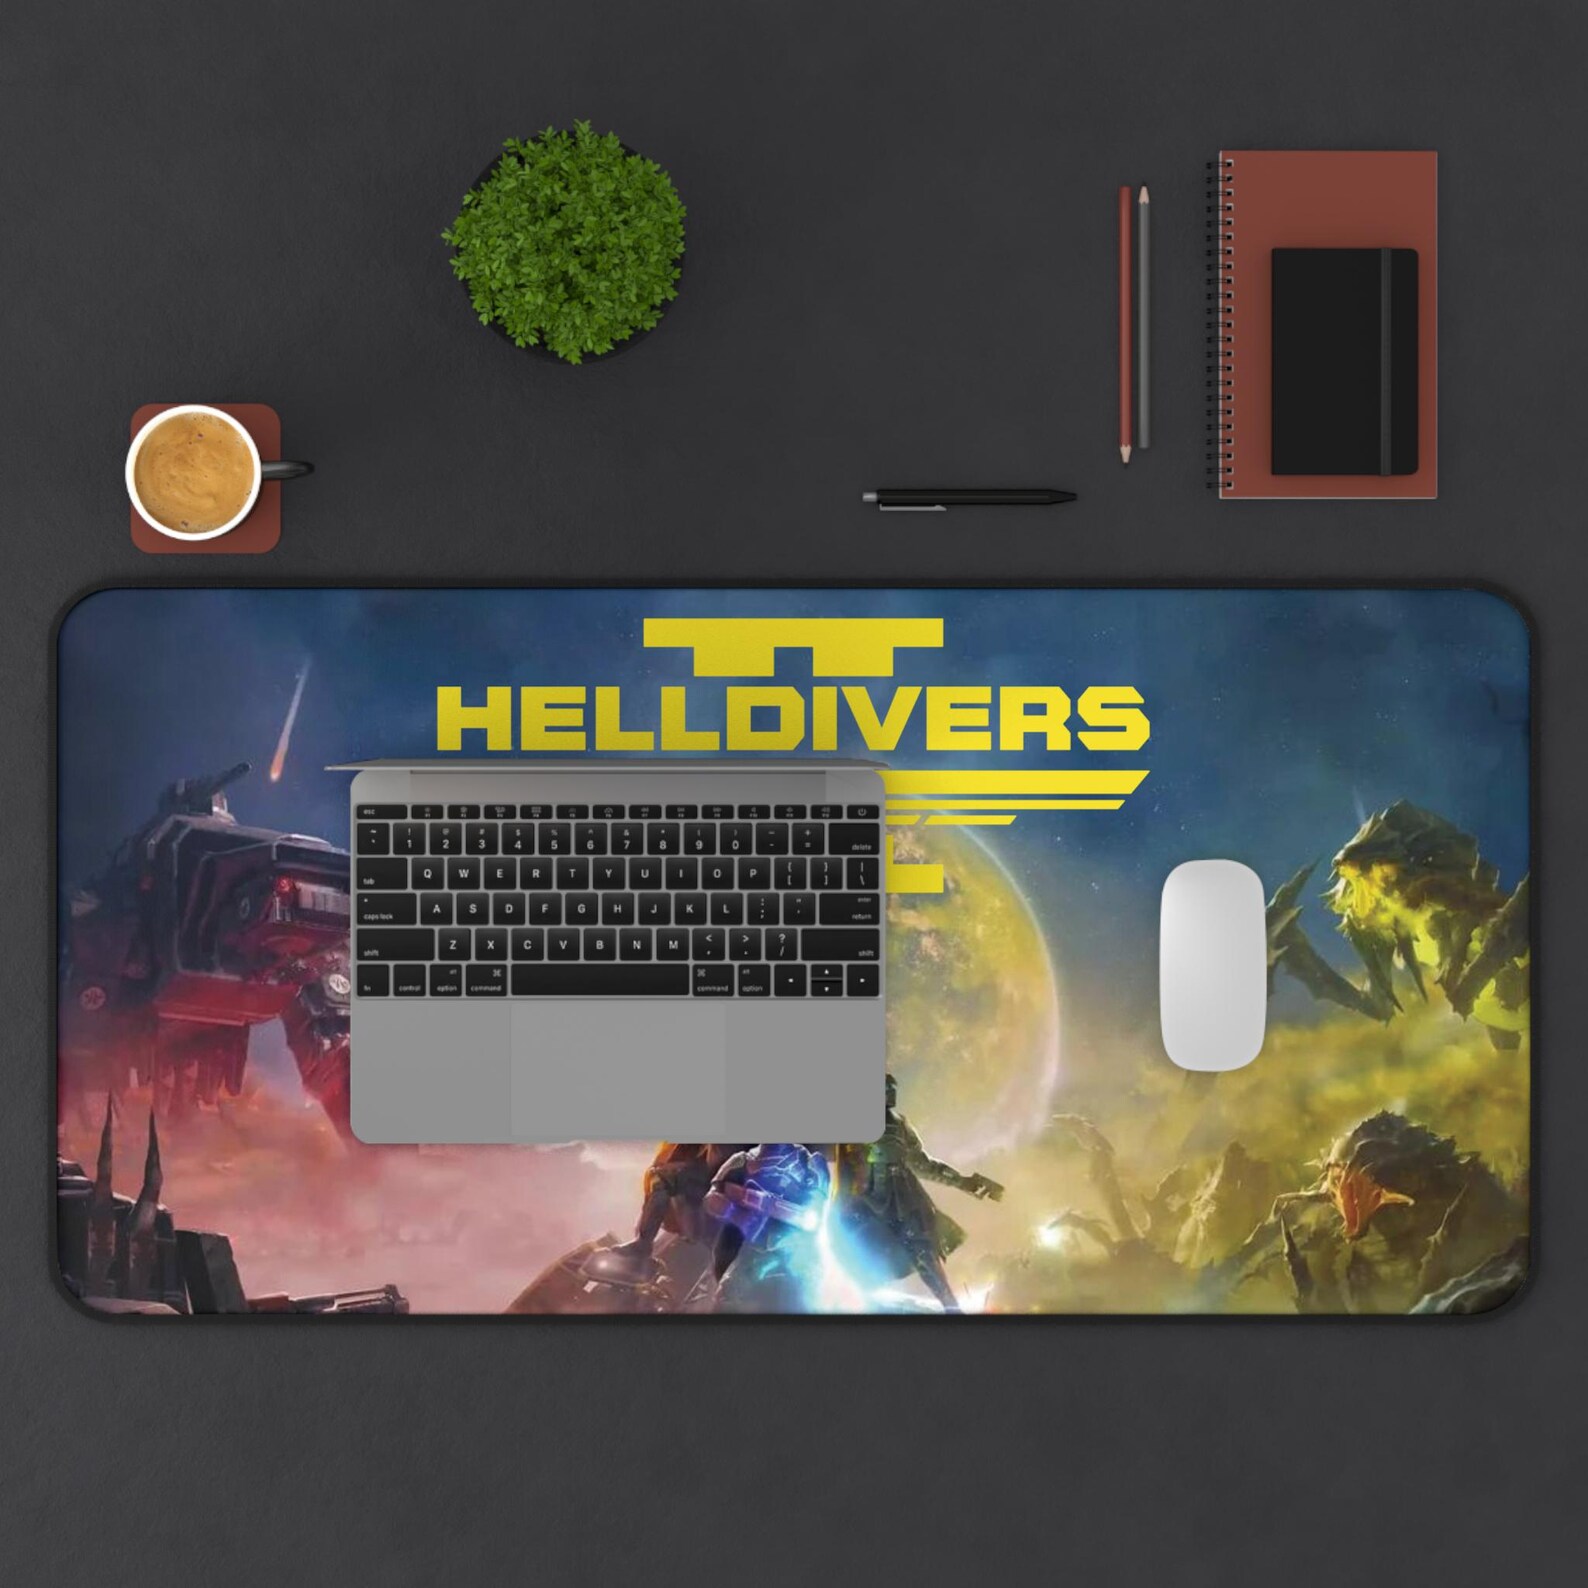 HELLDIVERS
esc
~ ! @ # $ % ^ & * ( ) _ +
` 1 2 3 4 5 6 7 8 9 0 - = delete
tab Q W E R T Y U I O P { [ } ] | \
caps lock A S D F G H J K L : ; " ' enter return
shift Z X C V B N M < , > . ? / shift
fn control alt option ⌘ command ⌘ command alt option